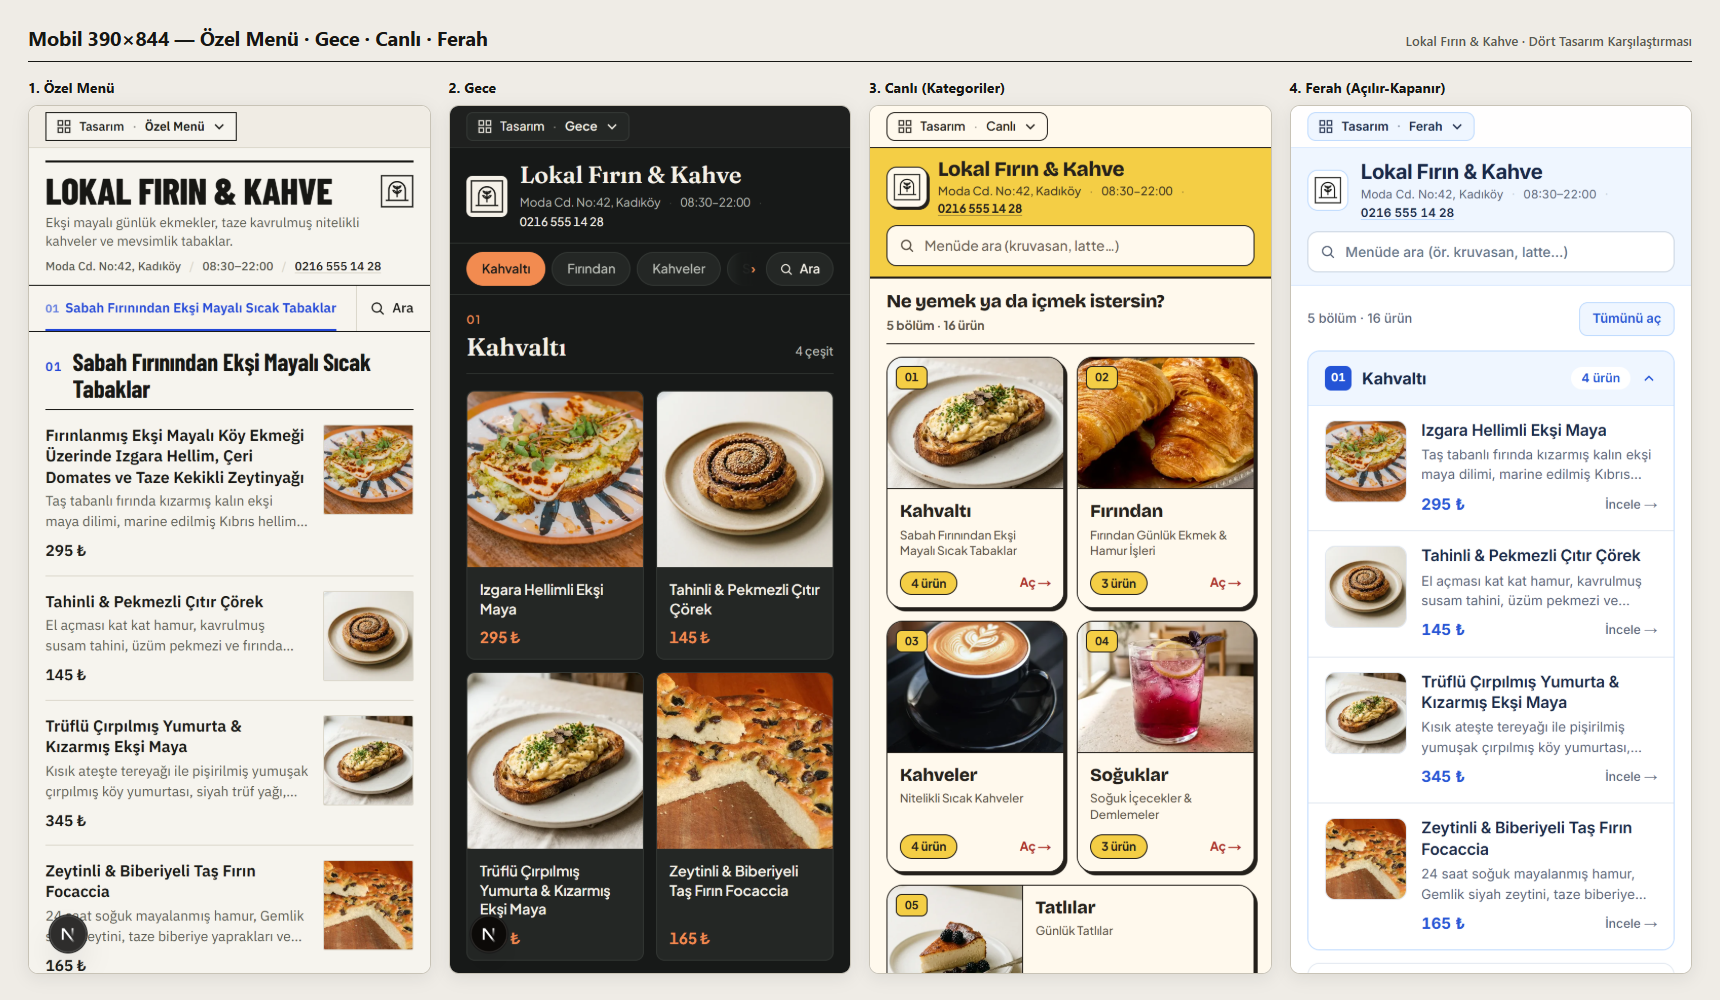 Mobil 390×844 — Özel Menü · Gece · Canlı · Ferah
Lokal Fırın & Kahve · Dört Tasarım Karşılaştırması
1. Özel Menü
Tasarım · Özel Menü
LOKAL FIRIN & KAHVE
Ekşi mayalı günlük ekmekler, taze kavrulmuş nitelikli
kahveler ve mevsimlik tabaklar.
Moda Cd. No:42, Kadıköy / 08:30–22:00 / 0216 555 14 28
01 Sabah Fırınından Ekşi Mayalı Sıcak Tabaklar
Ara
01 Sabah Fırınından Ekşi Mayalı Sıcak
Tabaklar
Fırınlanmış Ekşi Mayalı Köy Ekmeği
Üzerinde Izgara Hellim, Çeri
Domates ve Taze Kekikli Zeytinyağı
Taş tabanlı fırında kızarmış kalın ekşi
maya dilimi, marine edilmiş Kıbrıs hellim...
295 ₺
Tahinli & Pekmezli Çıtır Çörek
El açması kat kat hamur, kavrulmuş
susam tahini, üzüm pekmezi ve fırında...
145 ₺
Trüflü Çırpılmış Yumurta &
Kızarmış Ekşi Maya
Kısık ateşte tereyağı ile pişirilmiş yumuşak
çırpılmış köy yumurtası, siyah trüf yağı,...
345 ₺
Zeytinli & Biberiyeli Taş Fırın
Focaccia
24 saat soğuk mayalanmış hamur, Gemlik
zeytini, taze biberiye yaprakları ve...
165 ₺
N
2. Gece
Tasarım · Gece
Lokal Fırın & Kahve
Moda Cd. No:42, Kadıköy · 08:30–22:00 ·
0216 555 14 28
Kahvaltı
Fırından
Kahveler
Ara
01
Kahvaltı
4 çeşit
Izgara Hellimli Ekşi
Maya
295 ₺
Tahinli & Pekmezli Çıtır
Çörek
145 ₺
Trüflü Çırpılmış
Yumurta & Kızarmış
Ekşi Maya
₺
N
Zeytinli & Biberiyeli
Taş Fırın Focaccia
165 ₺
3. Canlı (Kategoriler)
Tasarım · Canlı
Lokal Fırın & Kahve
Moda Cd. No:42, Kadıköy · 08:30–22:00 ·
0216 555 14 28
Menüde ara (kruvasan, latte...)
Ne yemek ya da içmek istersin?
5 bölüm · 16 ürün
01
Kahvaltı
Sabah Fırınından Ekşi
Mayalı Sıcak Tabaklar
4 ürün
Aç →
02
Fırından
Fırından Günlük Ekmek &
Hamur İşleri
3 ürün
Aç →
03
Kahveler
Nitelikli Sıcak Kahveler
4 ürün
Aç →
04
Soğuklar
Soğuk İçecekler &
Demlemeler
3 ürün
Aç →
05
Tatlılar
Günlük Tatlılar
4. Ferah (Açılır-Kapanır)
Tasarım · Ferah
Lokal Fırın & Kahve
Moda Cd. No:42, Kadıköy · 08:30–22:00 ·
0216 555 14 28
Menüde ara (ör. kruvasan, latte...)
5 bölüm · 16 ürün
Tümünü aç
01 Kahvaltı
4 ürün
Izgara Hellimli Ekşi Maya
Taş tabanlı fırında kızarmış kalın ekşi
maya dilimi, marine edilmiş Kıbrıs...
295 ₺
İncele →
Tahinli & Pekmezli Çıtır Çörek
El açması kat kat hamur, kavrulmuş
susam tahini, üzüm pekmezi ve...
145 ₺
İncele →
Trüflü Çırpılmış Yumurta &
Kızarmış Ekşi Maya
Kısık ateşte tereyağı ile pişirilmiş
yumuşak çırpılmış köy yumurtası,...
345 ₺
İncele →
Zeytinli & Biberiyeli Taş Fırın
Focaccia
24 saat soğuk mayalanmış hamur,
Gemlik siyah zeytini, taze biberiye...
165 ₺
İncele →